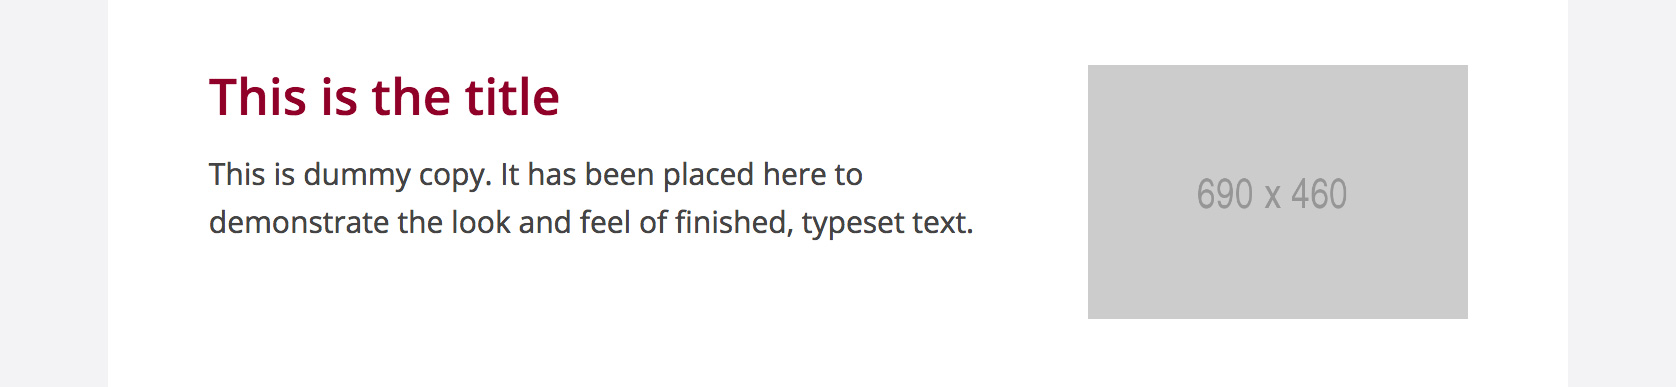 This is the title
This is dummy copy. It has been placed here to
demonstrate the look and feel of finished, typeset text.
690 x 460